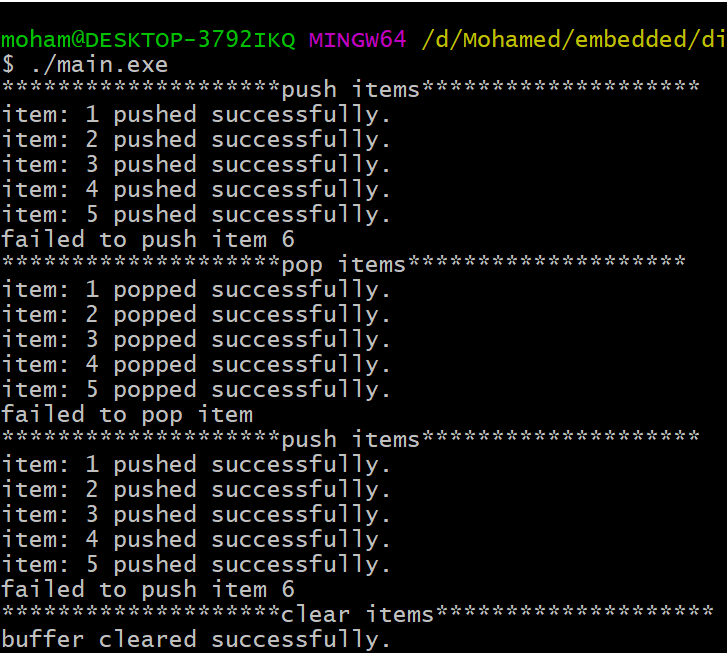 moham@DESKTOP-3792IKQ MINGW64 /d/Mohamed/embedded/di
$ ./main.exe
********************push items********************
item: 1 pushed successfully.
item: 2 pushed successfully.
item: 3 pushed successfully.
item: 4 pushed successfully.
item: 5 pushed successfully.
failed to push item 6
********************pop items********************
item: 1 popped successfully.
item: 2 popped successfully.
item: 3 popped successfully.
item: 4 popped successfully.
item: 5 popped successfully.
failed to pop item
********************push items********************
item: 1 pushed successfully.
item: 2 pushed successfully.
item: 3 pushed successfully.
item: 4 pushed successfully.
item: 5 pushed successfully.
failed to push item 6
********************clear items********************
buffer cleared successfully.